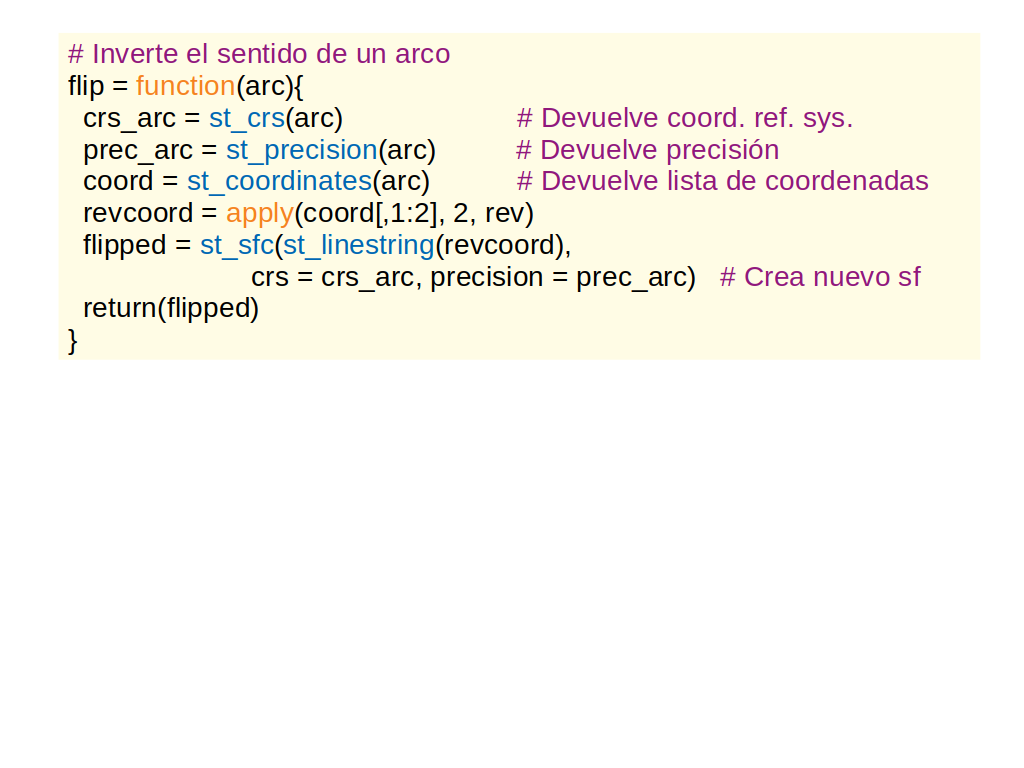 # Inverte el sentido de un arco
flip = function(arc){
crs_arc = st_crs(arc) # Devuelve coord. ref. sys.
prec_arc = st_precision(arc) # Devuelve precisión
coord = st_coordinates(arc) # Devuelve lista de coordenadas
revcoord = apply(coord[,1:2], 2, rev)
flipped = st_sfc(st_linestring(revcoord),
crs = crs_arc, precision = prec_arc) # Crea nuevo sf
return(flipped)
}